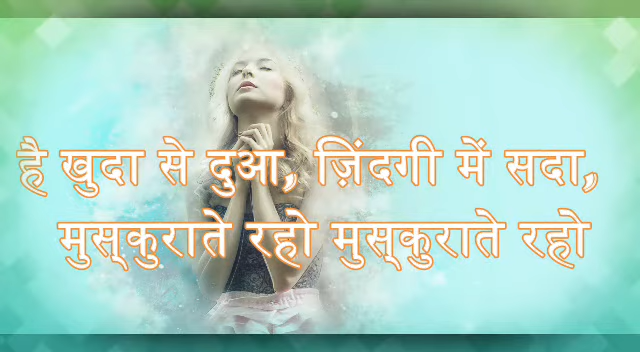 है खुदा से दुआ, ज़िंदगी में सदा,
मुस्कुराते रहो मुस्कुराते रहो